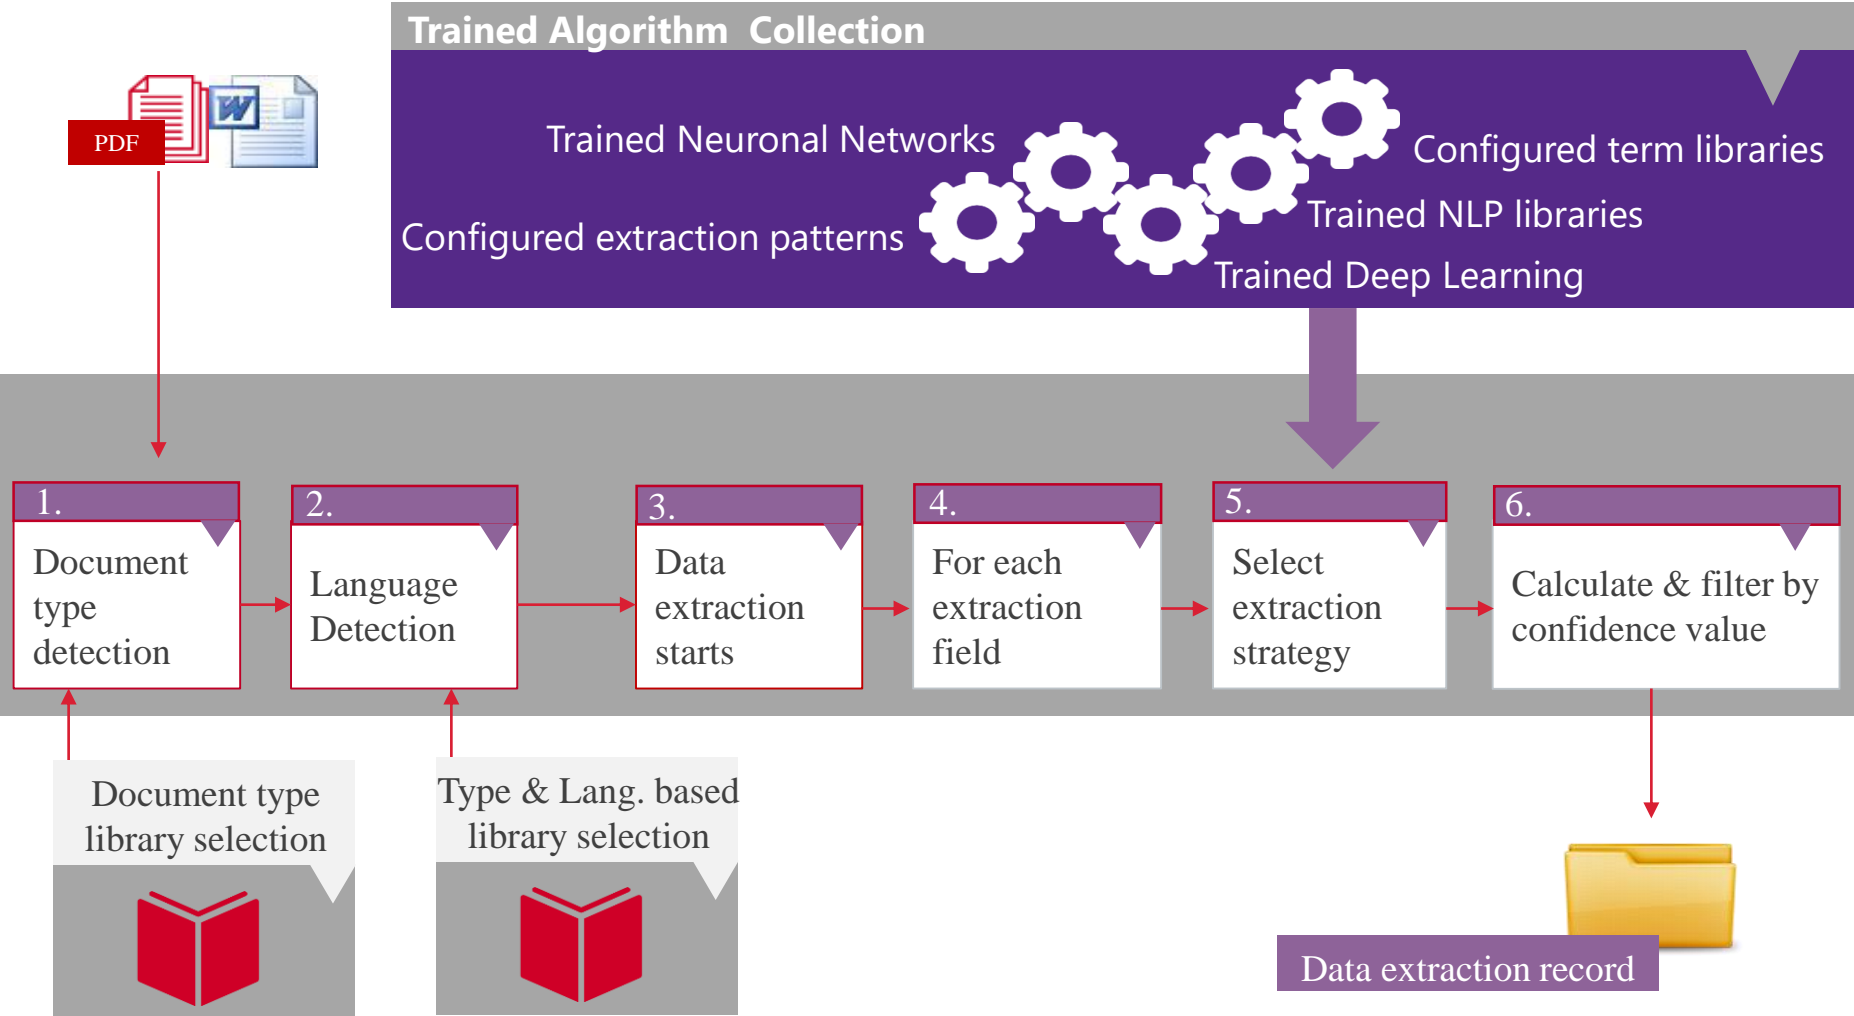 Trained Algorithm Collection
PDF
W
Trained Neuronal Networks
Configured term libraries
Configured extraction patterns
Trained NLP libraries
Trained Deep Learning
1.
Document
type
detection
2.
Language
Detection
3.
Data
extraction
starts
4.
For each
extraction
field
5.
Select
extraction
strategy
6.
Calculate & filter by
confidence value
Document type
library selection
Type & Lang. based
library selection
Data extraction record